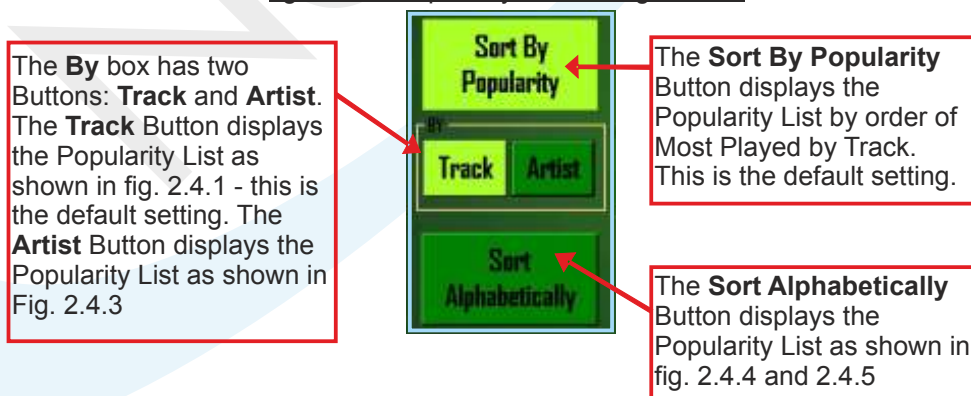 The By box has two
Buttons: Track and Artist.
The Track Button displays
the Popularity List as
shown in fig. 2.4.1 - this is
the default setting. The
Artist Button displays the
Popularity List as shown in
Fig. 2.4.3
Sort By
Popularity
BY
Track Artist
Sort
Alphabetically
The Sort By Popularity
Button displays the
Popularity List by order of
Most Played by Track.
This is the default setting.
The Sort Alphabetically
Button displays the
Popularity List as shown in
fig. 2.4.4 and 2.4.5